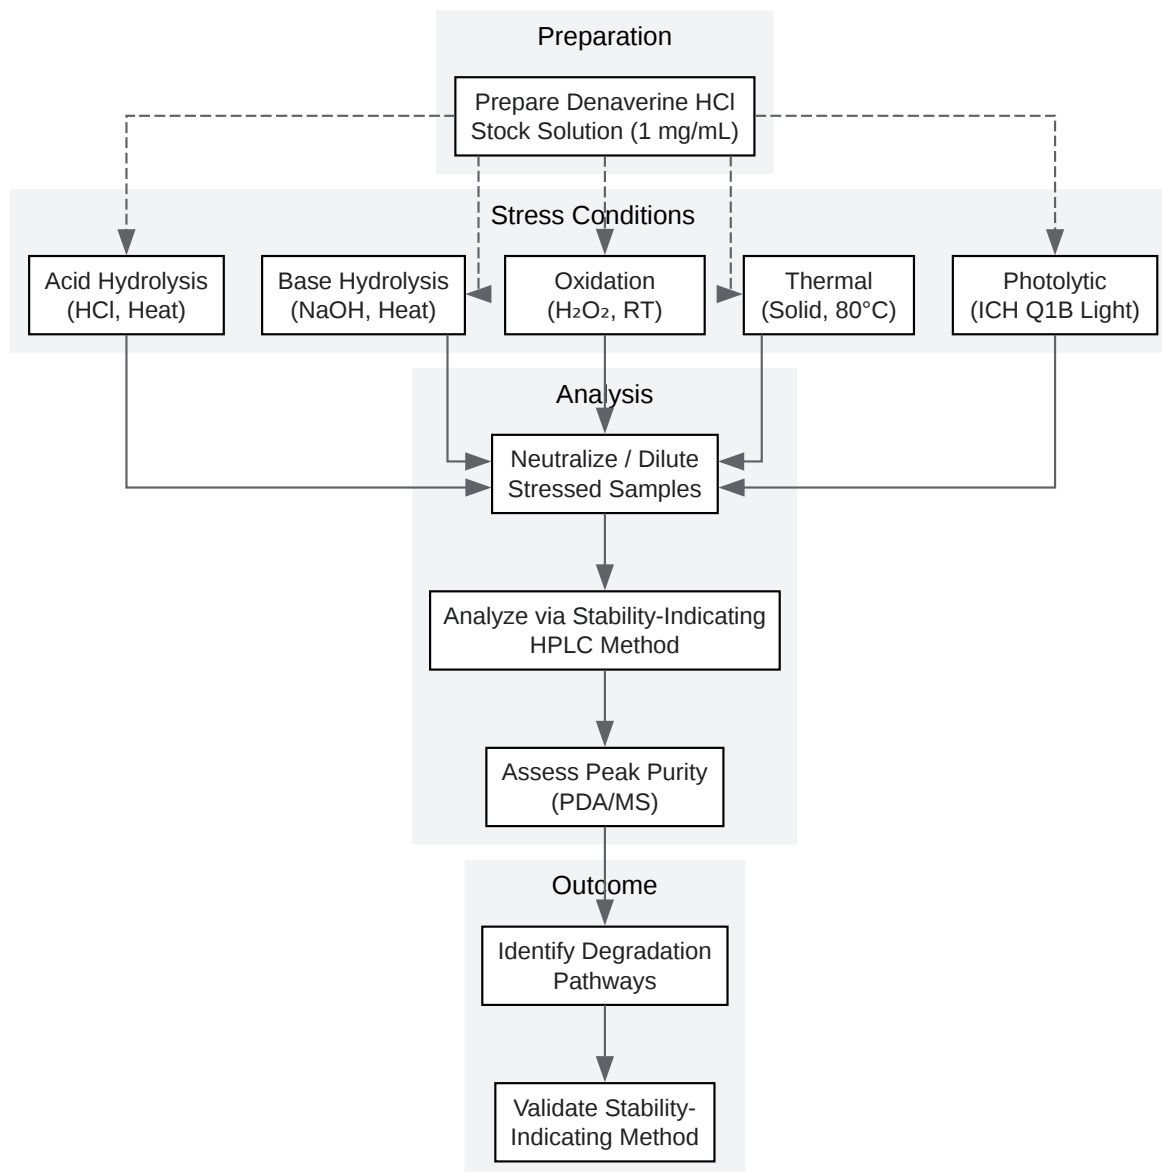 Preparation
Prepare Denaverine HCl
Stock Solution (1 mg/mL)
Stress Conditions
Acid Hydrolysis
(HCl, Heat)
Base Hydrolysis
(NaOH, Heat)
Oxidation
(H₂O₂, RT)
Thermal
(Solid, 80°C)
Photolytic
(ICH Q1B Light)
Analysis
Neutralize / Dilute
Stressed Samples
Analyze via Stability-Indicating
HPLC Method
Assess Peak Purity
(PDA/MS)
Outcome
Identify Degradation
Pathways
Validate Stability-
Indicating Method